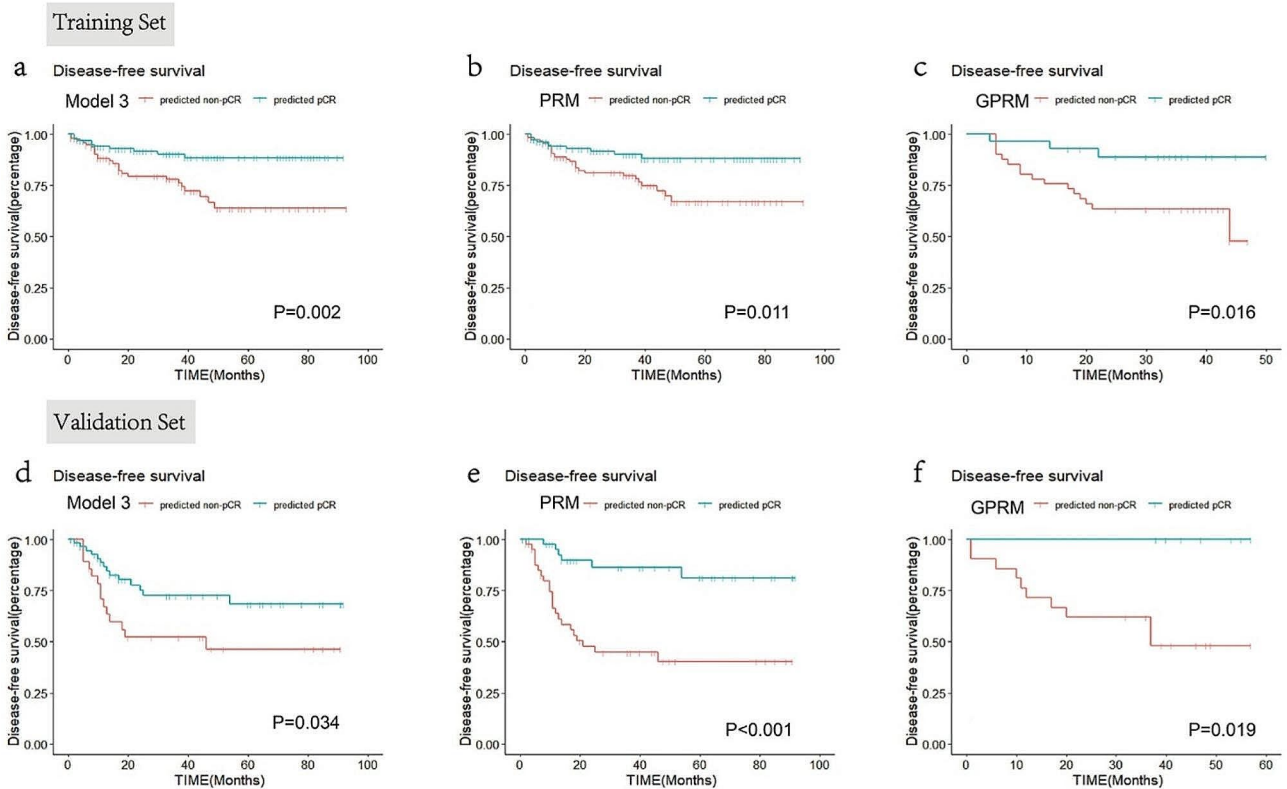 Training Set
a
Disease-free survival
Model 3 predicted non-pCR predicted pCR
Disease-free survival(percentage)
1.00
0.75
0.50
0.25
0.00
P=0.002
0 20 40 60 80 100
TIME(Months)
b
Disease-free survival
PRM predicted non-pCR predicted pCR
Disease-free survival(percentage)
1.00
0.75
0.50
0.25
0.00
P=0.011
0 20 40 60 80 100
TIME(Months)
c
Disease-free survival
GPRM predicted non-pCR predicted pCR
Disease-free survival(percentage)
1.00
0.75
0.50
0.25
0.00
P=0.016
0 10 20 30 40 50
TIME(Months)
Validation Set
d
Disease-free survival
Model 3 predicted non-pCR predicted pCR
Disease-free survival(percentage)
1.00
0.75
0.50
0.25
0.00
P=0.034
0 20 40 60 80 100
TIME(Months)
e
Disease-free survival
PRM predicted non-pCR predicted pCR
Disease-free survival(percentage)
1.00
0.75
0.50
0.25
0.00
P<0.001
0 20 40 60 80 100
TIME(Months)
f
Disease-free survival
GPRM predicted non-pCR predicted pCR
Disease-free survival(percentage)
1.00
0.75
0.50
0.25
0.00
P=0.019
0 10 20 30 40 50 60
TIME(Months)